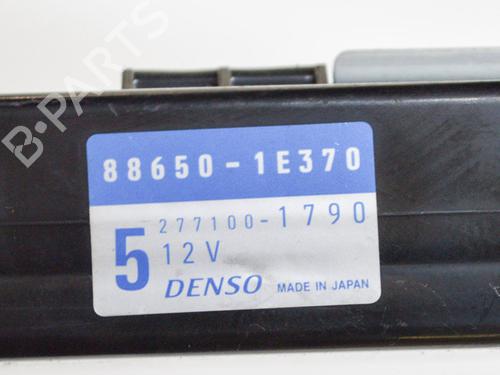 B-PARTS
88650-1E370
277100-1790
5 12V
DENSO MADE IN JAPAN